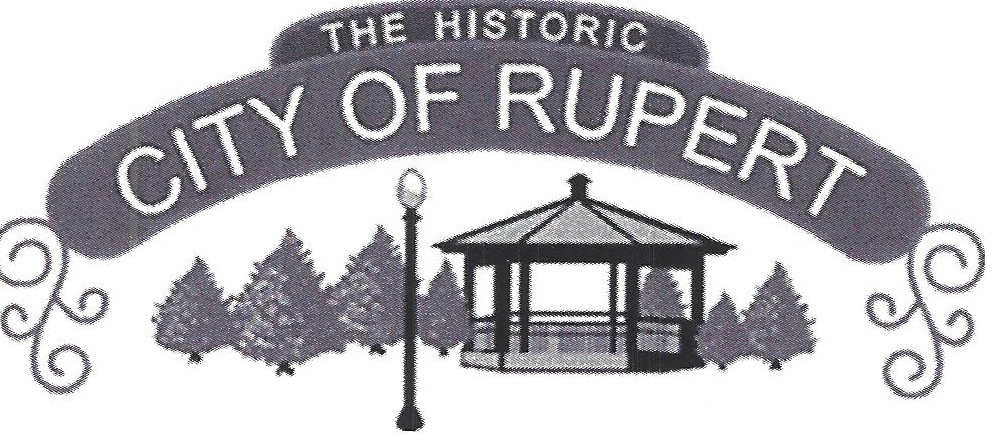 THE HISTORIC
CITY OF RUPERT